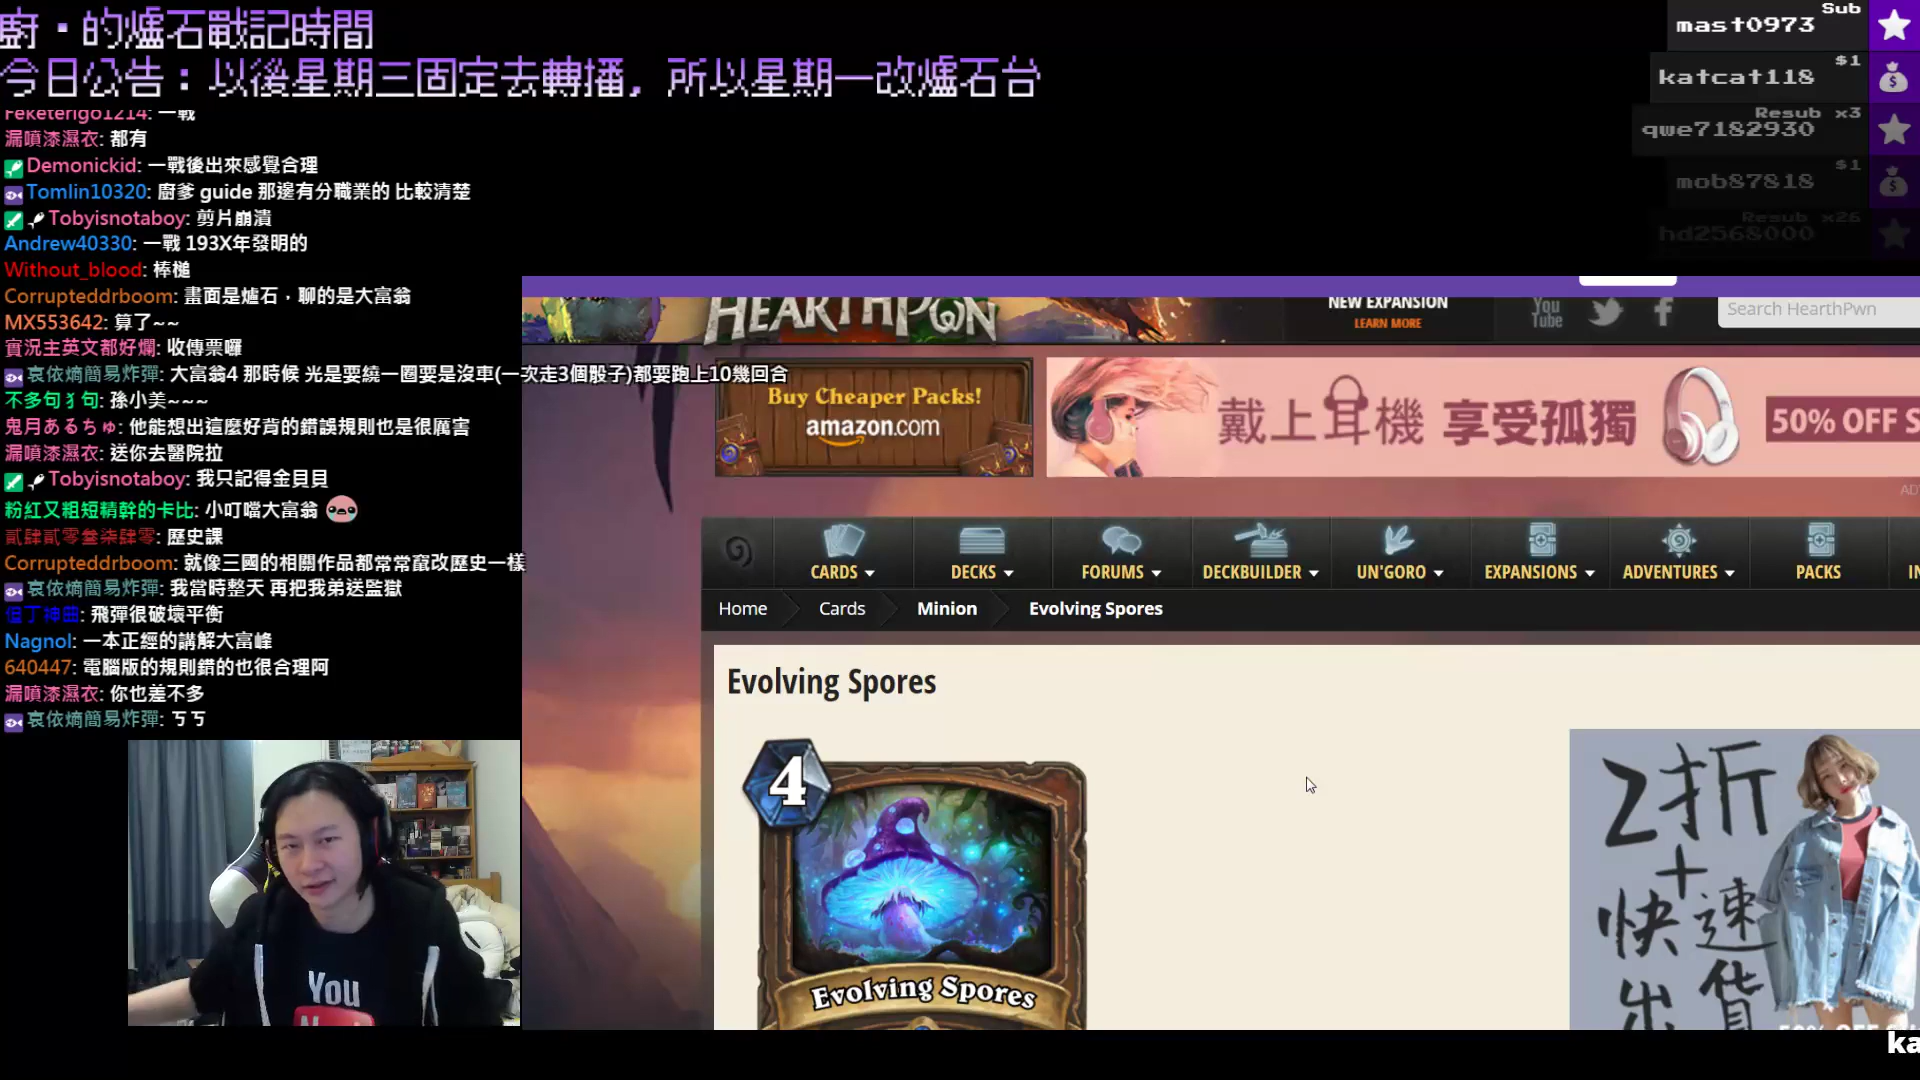 廚·的爐石戰記時間
今日公告：以後星期三固定去轉播，所以星期一改爐石台
Sub
mast0973
$1
katcat118
Resub x3
qwe7182930
$1
mob87818
Resub x26
hd2568000
Feketerigo1214: 一戰
漏噴漆濕衣: 都有
Demonickid: 一戰後出來感覺合理
Tomlin10320: 廚爹 guide 那邊有分職業的 比較清楚
Tobyisnotaboy: 剪片崩潰
Andrew40330: 一戰 193X年發明的
Without_blood: 棒槌
Corrupteddrboom: 畫面是爐石，聊的是大富翁
MX553642: 算了~~
實況主英文都好爛: 收傳票囉
哀依熵簡易炸彈: 大富翁4 那時候 光是要繞一圈要是沒車(一次走3個骰子)都要跑上10幾回合
不多句犭句: 孫小美~~~
鬼月あるちゅ: 他能想出這麼好背的錯誤規則也是很厲害
漏噴漆濕衣: 送你去醫院拉
Tobyisnotaboy: 我只記得金貝貝
粉紅又粗短精幹的卡比: 小叮噹大富翁
貳肆貳零叁柒肆零: 歷史課
Corrupteddrboom: 就像三國的相關作品都常常竄改歷史一樣
哀依熵簡易炸彈: 我當時整天 再把我弟送監獄
但丁神曲: 飛彈很破壞平衡
Nagnol: 一本正經的講解大富峰
640447: 電腦版的規則錯的也很合理阿
漏噴漆濕衣: 你也差不多
哀依熵簡易炸彈: ㄎㄎ
HEARTHPWN
NEW EXPANSION
LEARN MORE
You
Tube
Search HearthPwn
Buy Cheaper Packs!
amazon.com
戴上耳機 享受孤獨
50% OFF S
AD
CARDS
DECKS
FORUMS
DECKBUILDER
UN'GORO
EXPANSIONS
ADVENTURES
PACKS
IN
Home
Cards
Minion
Evolving Spores
Evolving Spores
4
Evolving Spores
2折
+
快速
出貨
You
ka